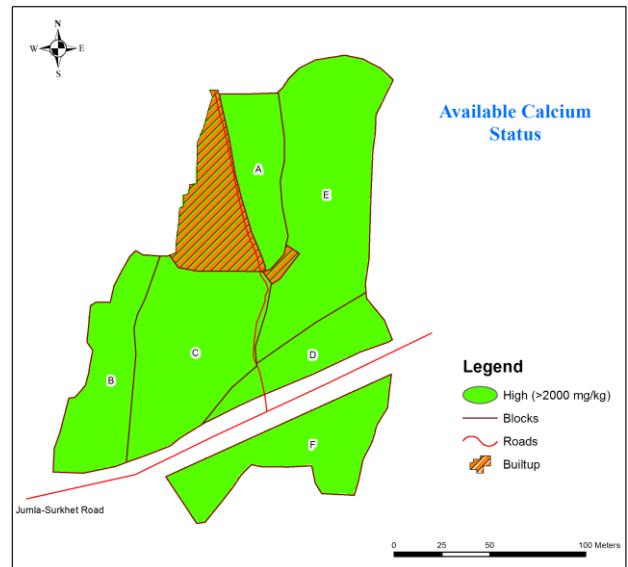 N
W E
S
Available Calcium
Status
A
E
C
D
B
F
Legend
High (>2000 mg/kg)
Blocks
Roads
Builtup
Jumla-Surkhet Road
0 25 50 100 Meters